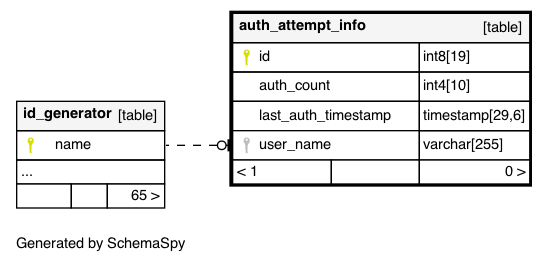 auth_attempt_info [table]
id int8[19]
auth_count int4[10]
last_auth_timestamp timestamp[29,6]
user_name varchar[255]
< 1 0 >
id_generator [table]
name
...
65 >
Generated by SchemaSpy